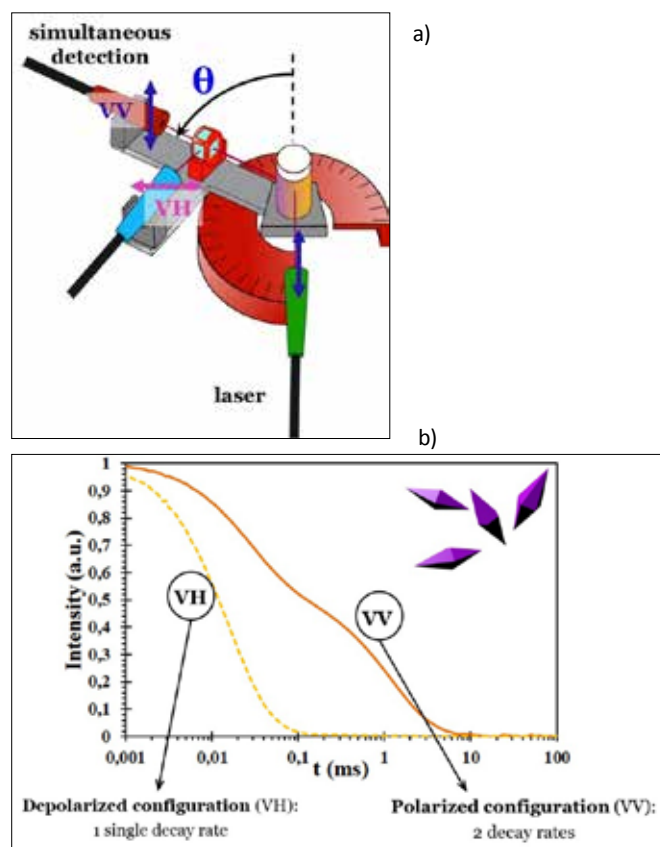 simultaneous
detection
a)
θ
VV
VH
laser
b)
1
0,9
0,8
0,7
0,6
0,5
0,4
0,3
0,2
0,1
0
Intensity (a.u.)
VH
VV
0,001
0,01
0,1
1
10
100
t (ms)
Depolarized configuration (VH):
1 single decay rate
Polarized configuration (VV):
2 decay rates